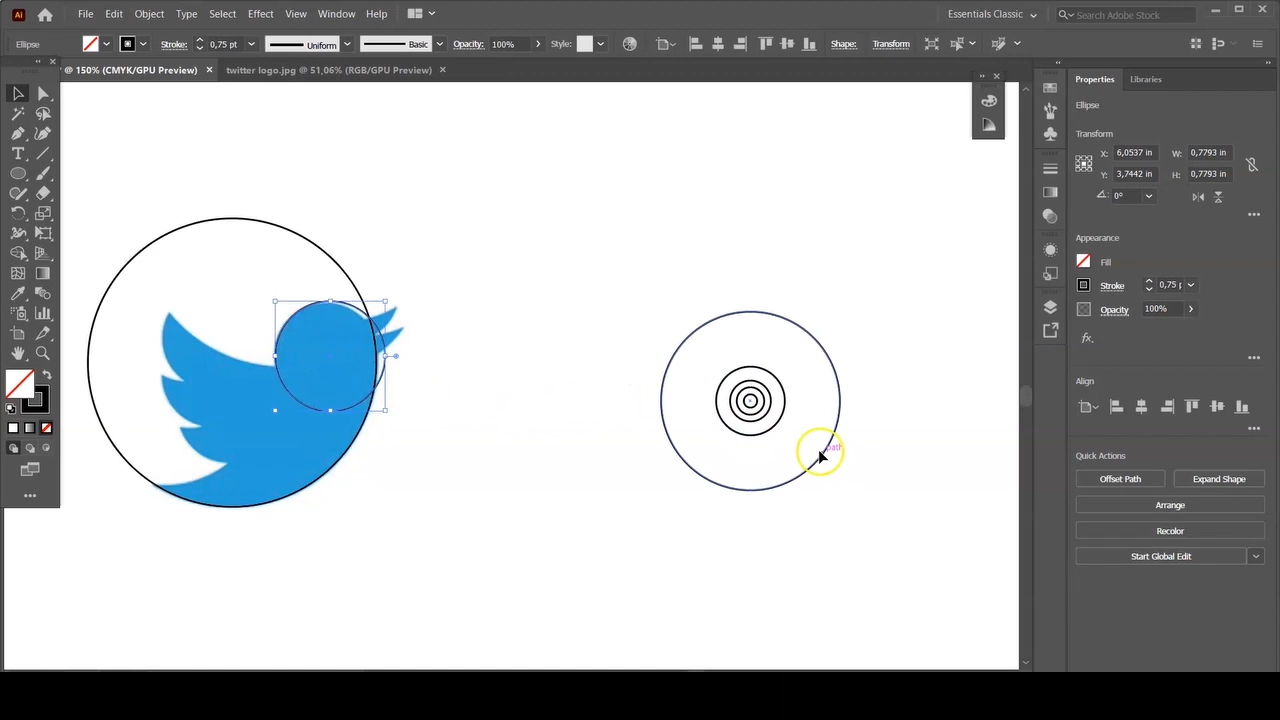 Ai File Edit Object Type Select Effect View Window Help Essentials Classic Search Adobe Stock
Ellipse Stroke: 0,75 pt Uniform Basic Opacity: 100% Style: Shape: Transform
@ 150% (CMYK/GPU Preview) × twitter logo.jpg @ 51,06% (RGB/GPU Preview) ×
Properties Libraries
Ellipse
Transform
X: 6,0537 in W: 0,7793 in
Y: 3,7442 in H: 0,7793 in
0°
Appearance
Fill
Stroke 0,75 p
Opacity 100%
fx.
Align
path
Quick Actions
Offset Path Expand Shape
Arrange
Recolor
Start Global Edit